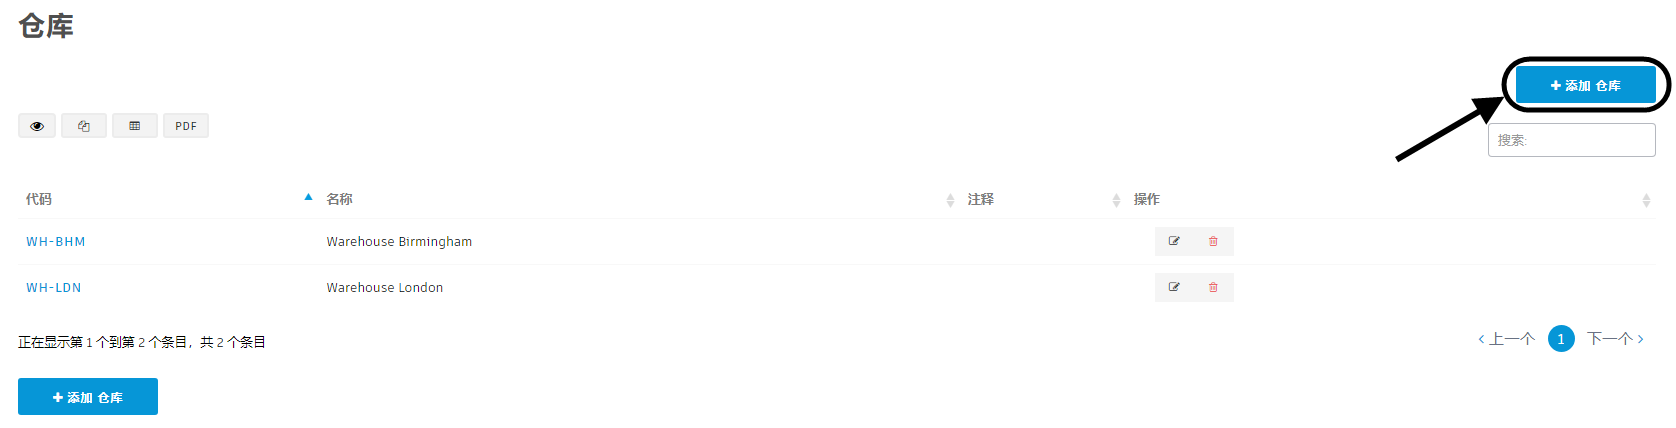 仓库
添加 仓库
PDF
搜索:
代码 名称 注释 操作
WH-BHM Warehouse Birmingham
WH-LDN Warehouse London
正在显示第 1 个到第 2 个条目，共 2 个条目
上一个 1 下一个
添加 仓库